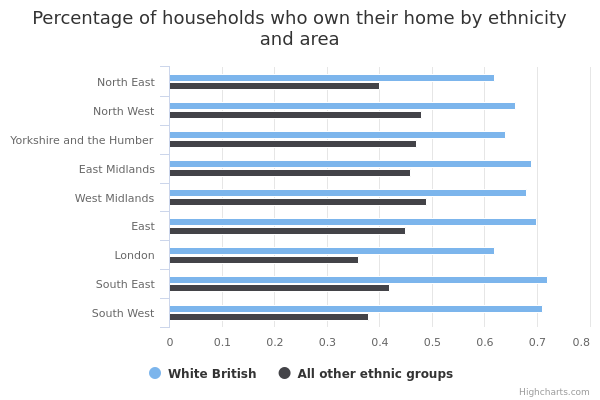 Percentage of households who own their home by ethnicity
and area
North East
North West
Yorkshire and the Humber
East Midlands
West Midlands
East
London
South East
South West
0 0.1 0.2 0.3 0.4 0.5 0.6 0.7 0.8
White British All other ethnic groups
Highcharts.com